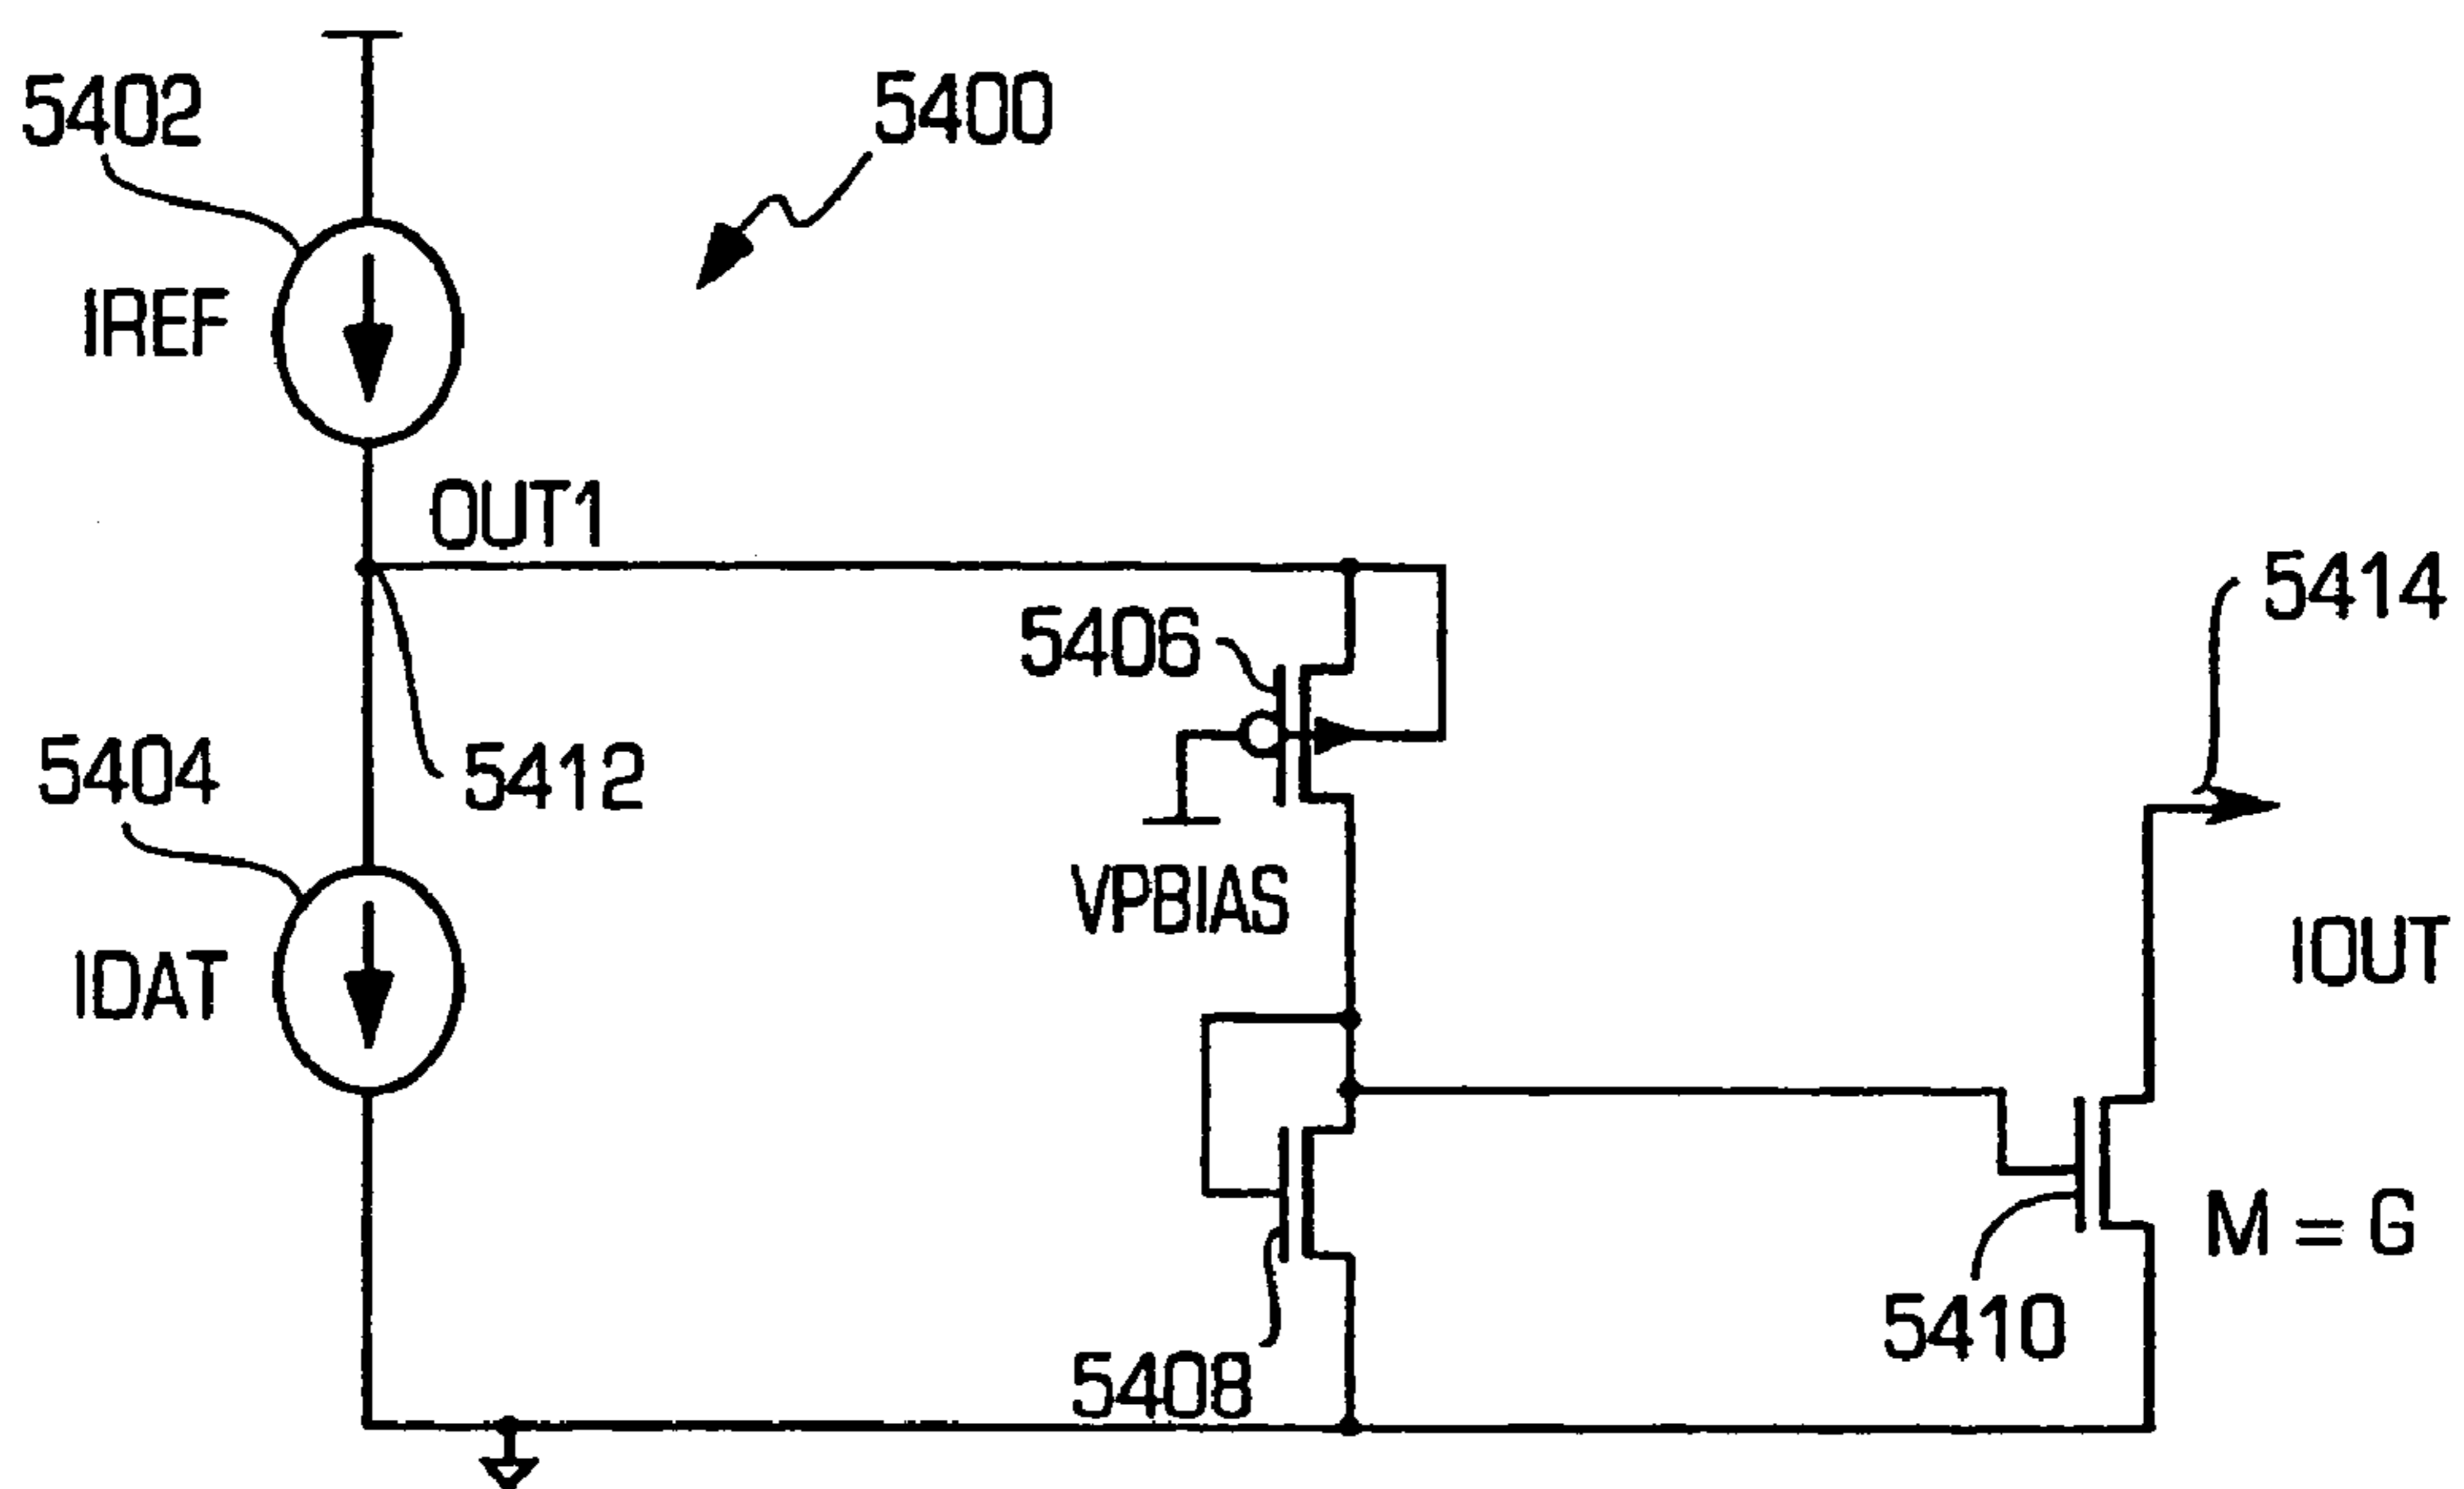 5402
5400
IREF
OUT1
5414
5406
5404
5412
VPBIAS
IOUT
IDAT
M = G
5410
5408